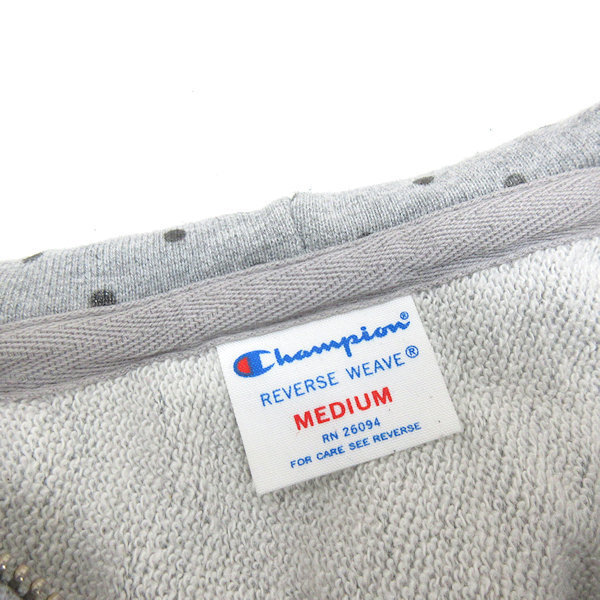 Champion®
REVERSE WEAVE®
MEDIUM
RN 26094
FOR CARE SEE REVERSE